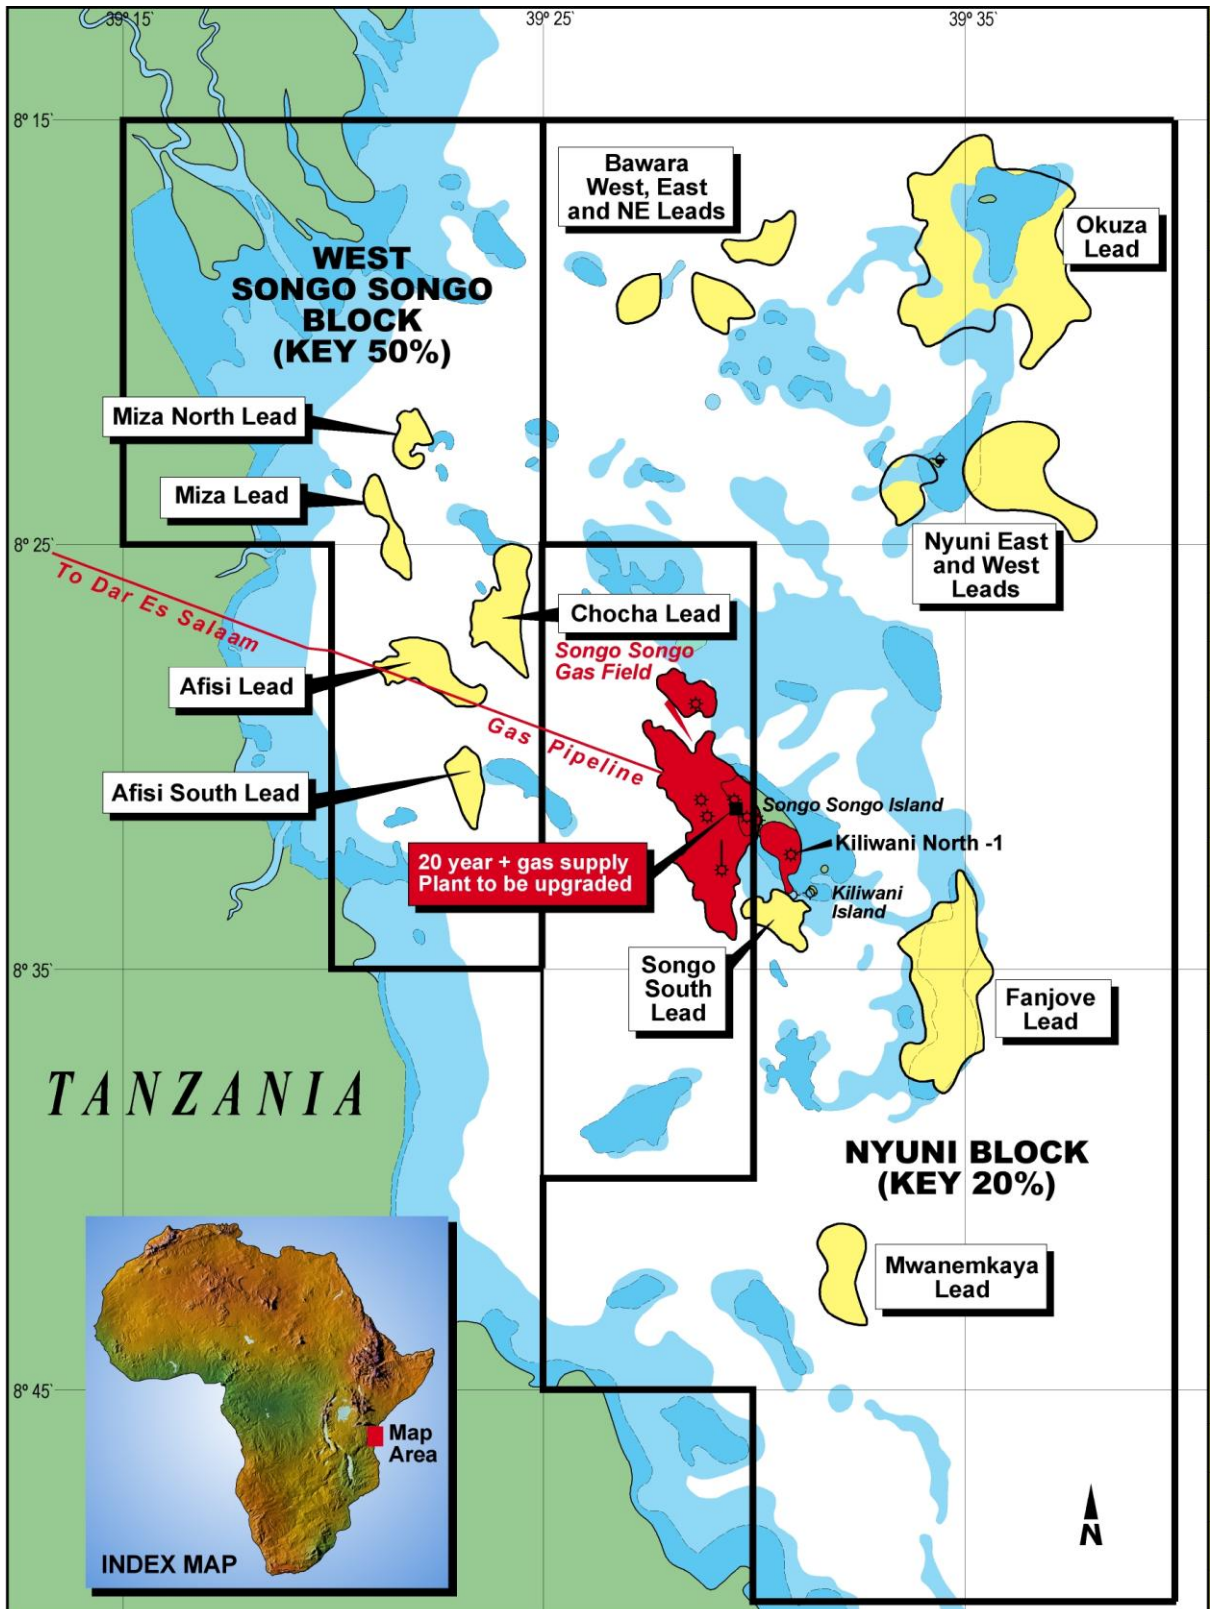 39° 15`
39° 25`
39° 35`
8° 15`
Bawara
West, East
and NE Leads
Okuza
Lead
WEST
SONGO SONGO
BLOCK
(KEY 50%)
Miza North Lead
Miza Lead
8° 25`
Nyuni East
and West
Leads
To Dar Es Salaam
Chocha Lead
Songo Songo
Gas Field
Afisi Lead
Gas Pipeline
Afisi South Lead
Songo Songo Island
Kiliwani North -1
20 year + gas supply
Plant to be upgraded
Kiliwani
Island
Songo
South
Lead
8° 35`
Fanjove
Lead
TANZANIA
NYUNI BLOCK
(KEY 20%)
Mwanemkaya
Lead
8° 45`
Map
Area
INDEX MAP
N